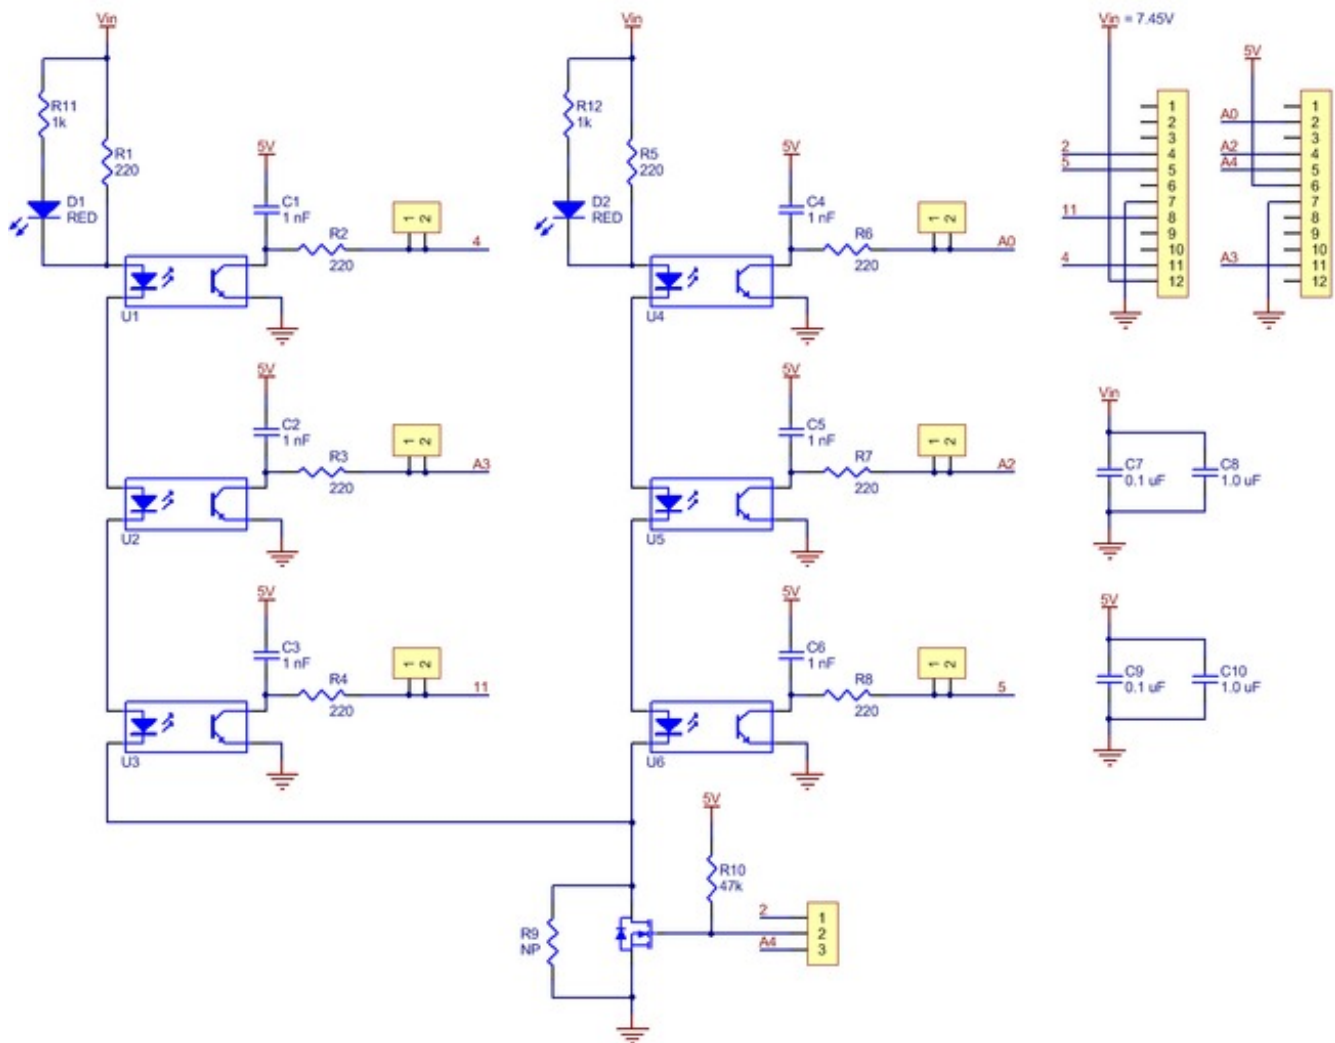 Vin
R11
1k
R1
220
D1
RED
5V
C1
1 nF
R2
220
1 2
4
U1
5V
C2
1 nF
R3
220
1 2
A3
U2
5V
C3
1 nF
R4
220
1 2
11
U3
Vin
R12
1k
R5
220
D2
RED
5V
C4
1 nF
R6
220
1 2
A0
U4
5V
C5
1 nF
R7
220
1 2
A2
U5
5V
C6
1 nF
R8
220
1 2
5
U6
5V
R10
47k
R9
NP
2
A4
1
2
3
Vin = 7.45V
2
5
11
4
1
2
3
4
5
6
7
8
9
10
11
12
5V
A0
A2
A4
A3
1
2
3
4
5
6
7
8
9
10
11
12
Vin
C7
0.1 uF
C8
1.0 uF
5V
C9
0.1 uF
C10
1.0 uF